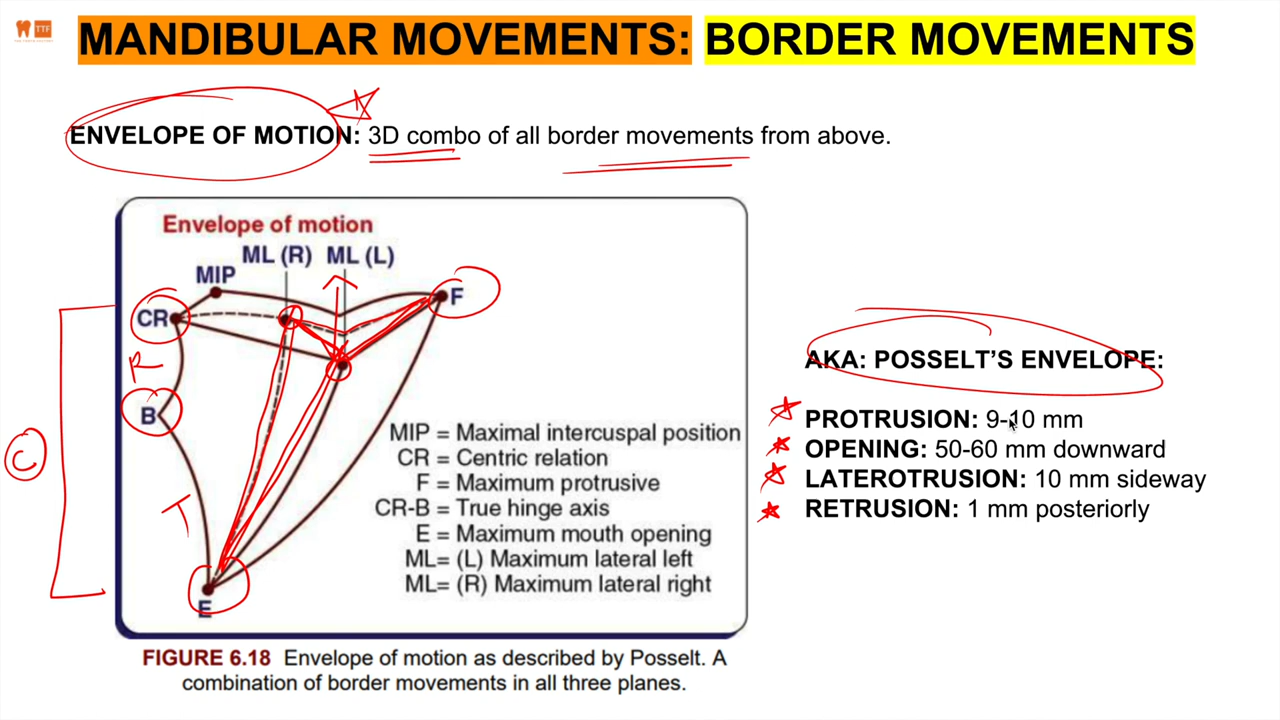 TTF
MANDIBULAR MOVEMENTS: BORDER MOVEMENTS
ENVELOPE OF MOTION: 3D combo of all border movements from above.
Envelope of motion
ML (R) ML (L)
MIP
CR
F
R
B
C
T
E
MIP = Maximal intercuspal position
CR = Centric relation
F = Maximum protrusive
CR-B = True hinge axis
E = Maximum mouth opening
ML= (L) Maximum lateral left
ML= (R) Maximum lateral right
FIGURE 6.18 Envelope of motion as described by Posselt. A
combination of border movements in all three planes.
AKA: POSSELT’S ENVELOPE:
PROTRUSION: 9-10 mm
OPENING: 50-60 mm downward
LATEROTRUSION: 10 mm sideway
RETRUSION: 1 mm posteriorly